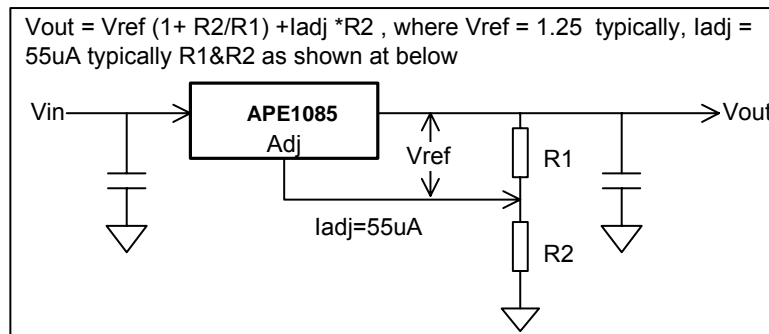 Vout = Vref (1+ R2/R1) +Iadj *R2 , where Vref = 1.25 typically, Iadj =
55uA typically R1&R2 as shown at below
Vin
APE1085
Adj
Vref
R1
Vout
Iadj=55uA
R2